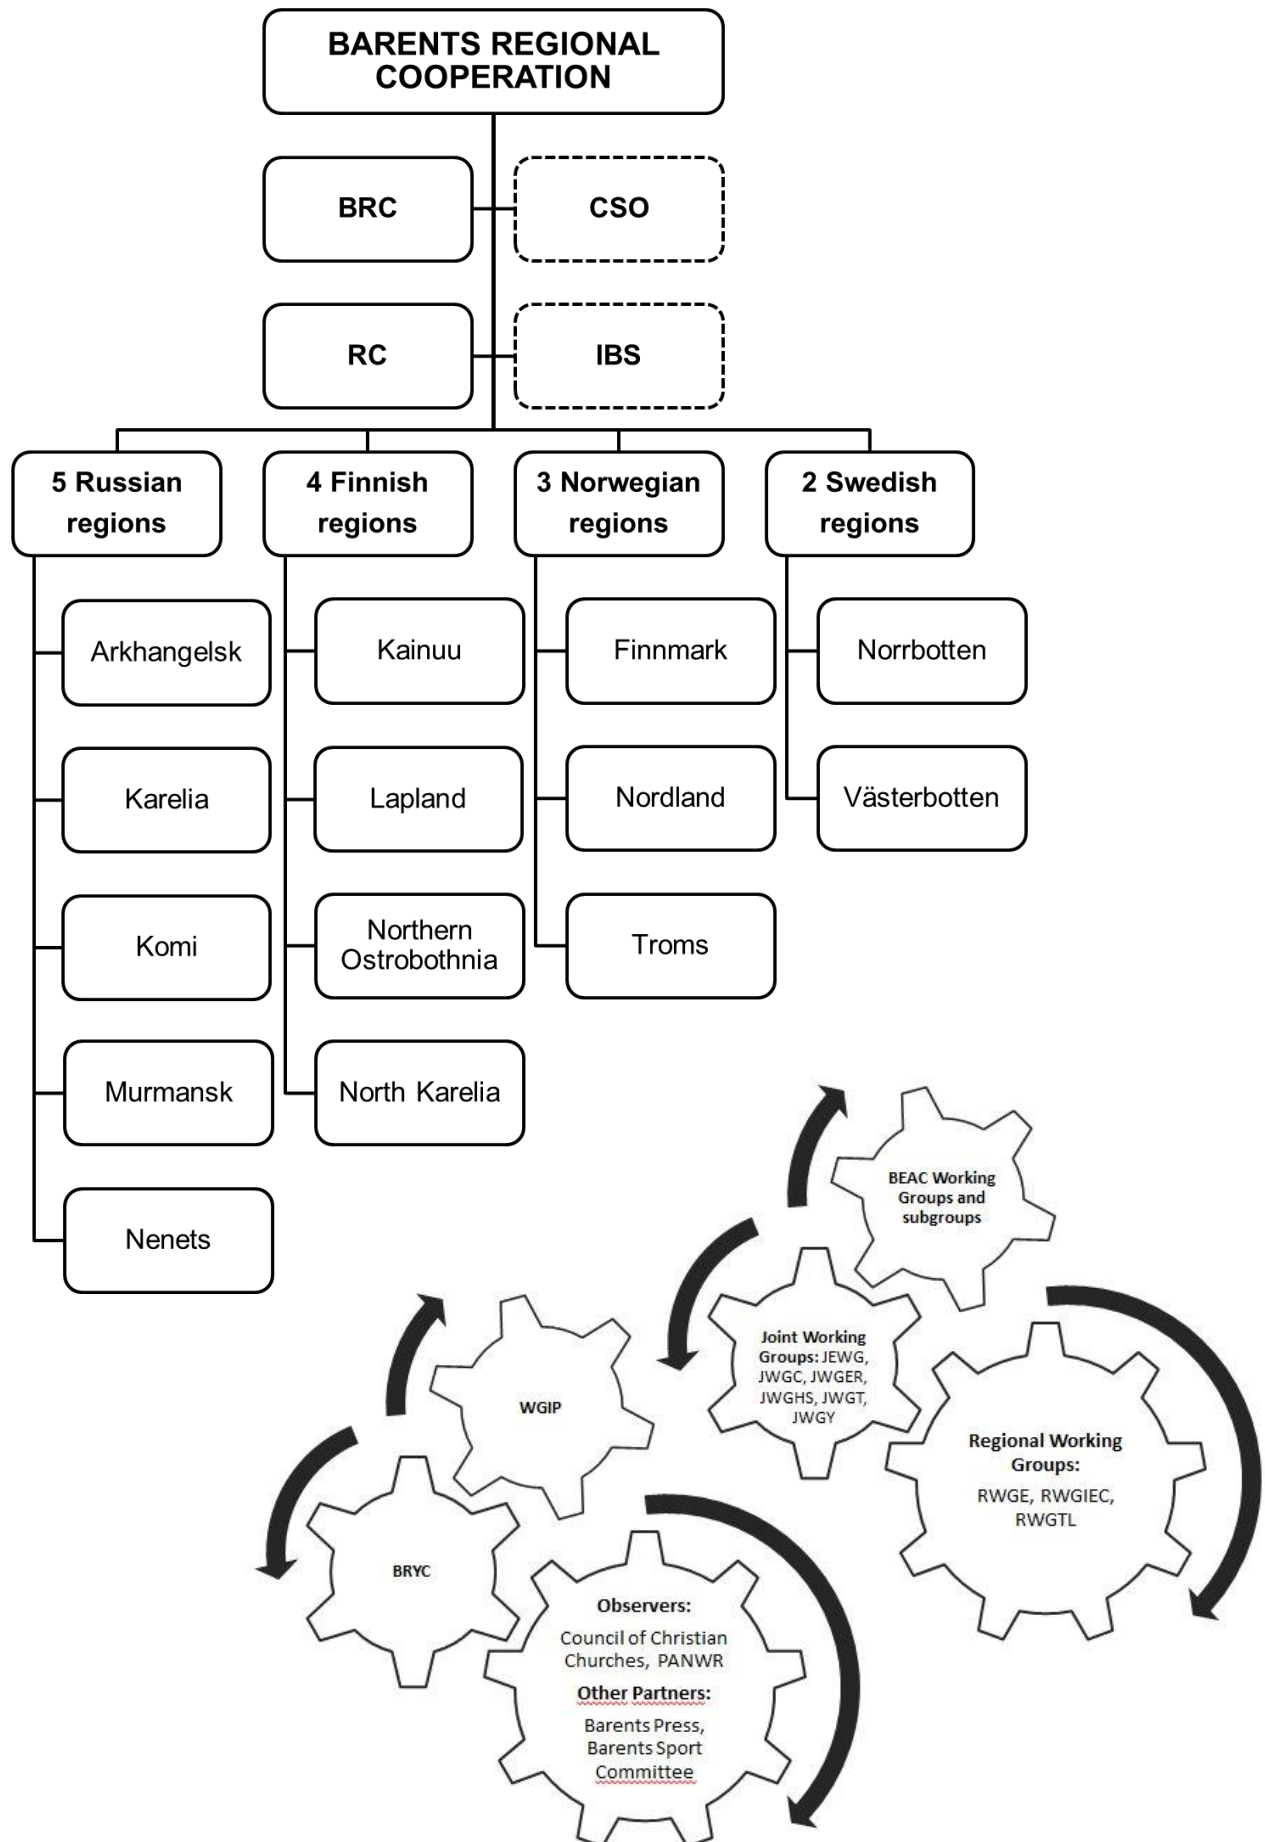 BARENTS REGIONAL
COOPERATION
BRC
CSO
RC
IBS
5 Russian
regions
4 Finnish
regions
3 Norwegian
regions
2 Swedish
regions
Arkhangelsk
Kainuu
Finnmark
Norrbotten
Karelia
Lapland
Nordland
Västerbotten
Komi
Northern
Ostrobothnia
Troms
Murmansk
North Karelia
Nenets
BEAC Working
Groups and
subgroups
Joint Working
Groups: JEWG,
JWGC, JWGER,
JWGHS, JWGT,
JWGY
Regional Working
Groups:
RWGE, RWGIEC,
RWGTL
WGIP
BRYC
Observers:
Council of Christian
Churches, PANWR
Other Partners:
Barents Press,
Barents Sport
Committee